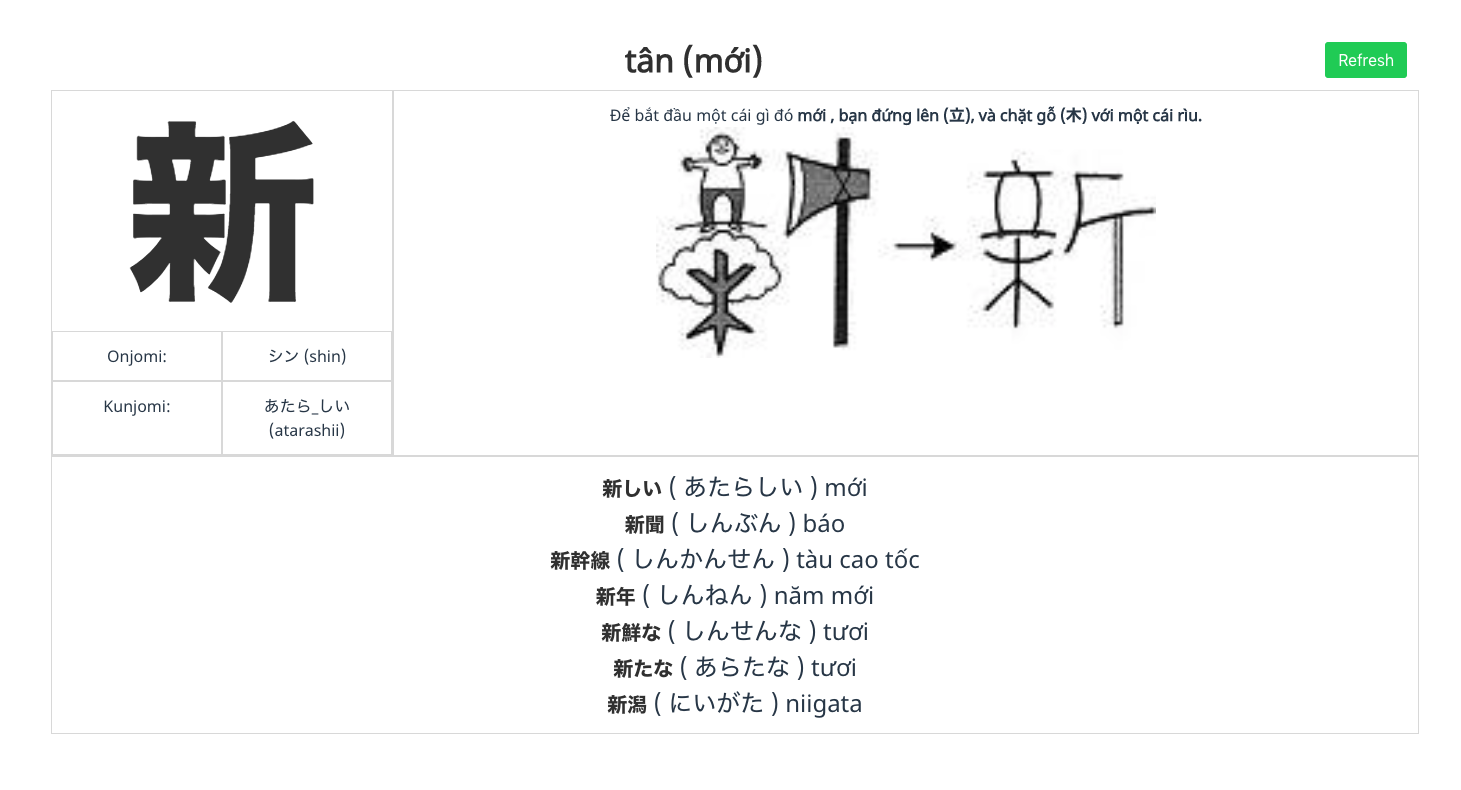 tân (mới)
Refresh
新
Để bắt đầu một cái gì đó mới , bạn đứng lên (立), và chặt gỗ (木) với một cái rìu.
Onjomi:
シン (shin)
Kunjomi:
あたら_しい
(atarashii)
新しい ( あたらしい ) mới
新聞 ( しんぶん ) báo
新幹線 ( しんかんせん ) tàu cao tốc
新年 ( しんねん ) năm mới
新鮮な ( しんせんな ) tươi
新たな ( あらたな ) tươi
新潟 ( にいがた ) niigata